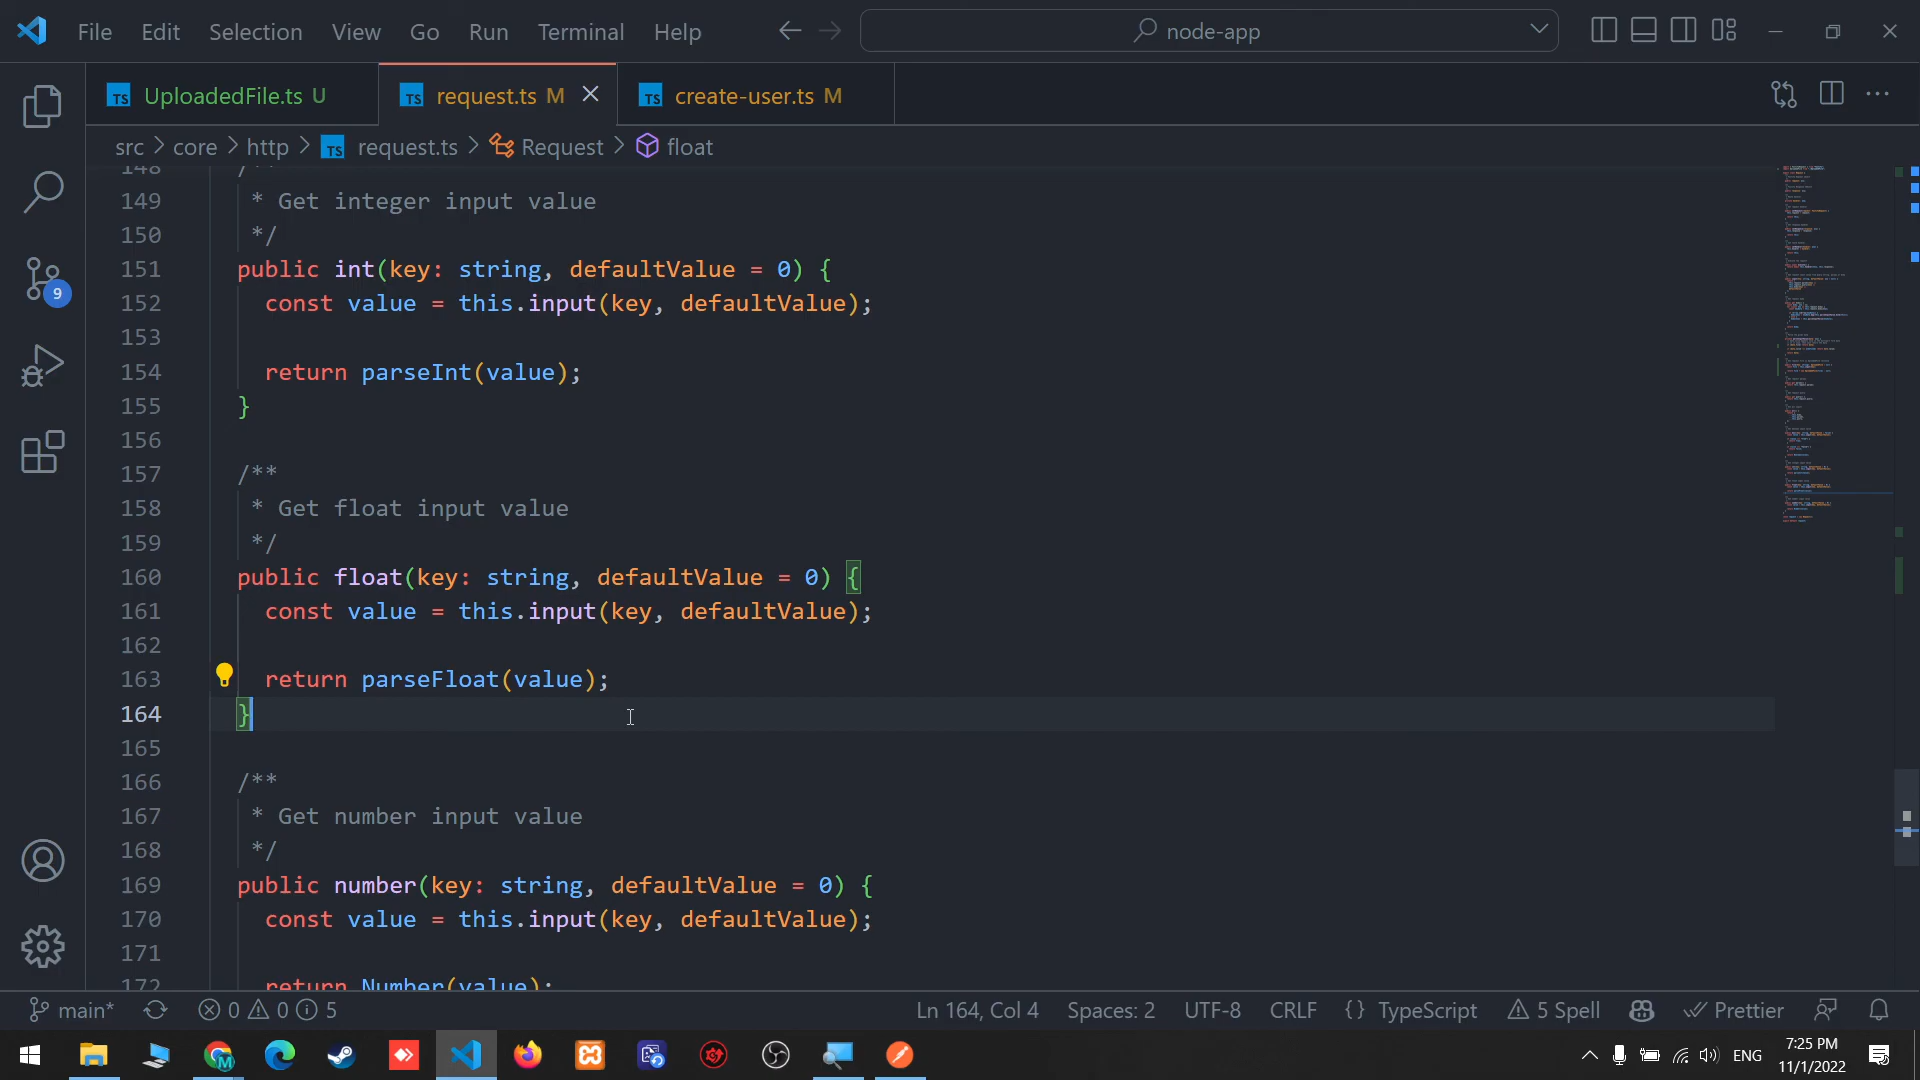 File Edit Selection View Go Run Terminal Help node-app
TS UploadedFile.ts U TS request.ts M TS create-user.ts M
src > core > http > TS request.ts > Request > float
148 /**
149 * Get integer input value
150 */
151 public int(key: string, defaultValue = 0) {
152 const value = this.input(key, defaultValue);
153
154 return parseInt(value);
155 }
156
157 /**
158 * Get float input value
159 */
160 public float(key: string, defaultValue = 0) {
161 const value = this.input(key, defaultValue);
162
163 return parseFloat(value);
164 }
165
166 /**
167 * Get number input value
168 */
169 public number(key: string, defaultValue = 0) {
170 const value = this.input(key, defaultValue);
171
172 return Number(value);
9
main* 0 0 5 Ln 164, Col 4 Spaces: 2 UTF-8 CRLF {} TypeScript 5 Spell Prettier
ENG 7:25 PM
11/1/2022